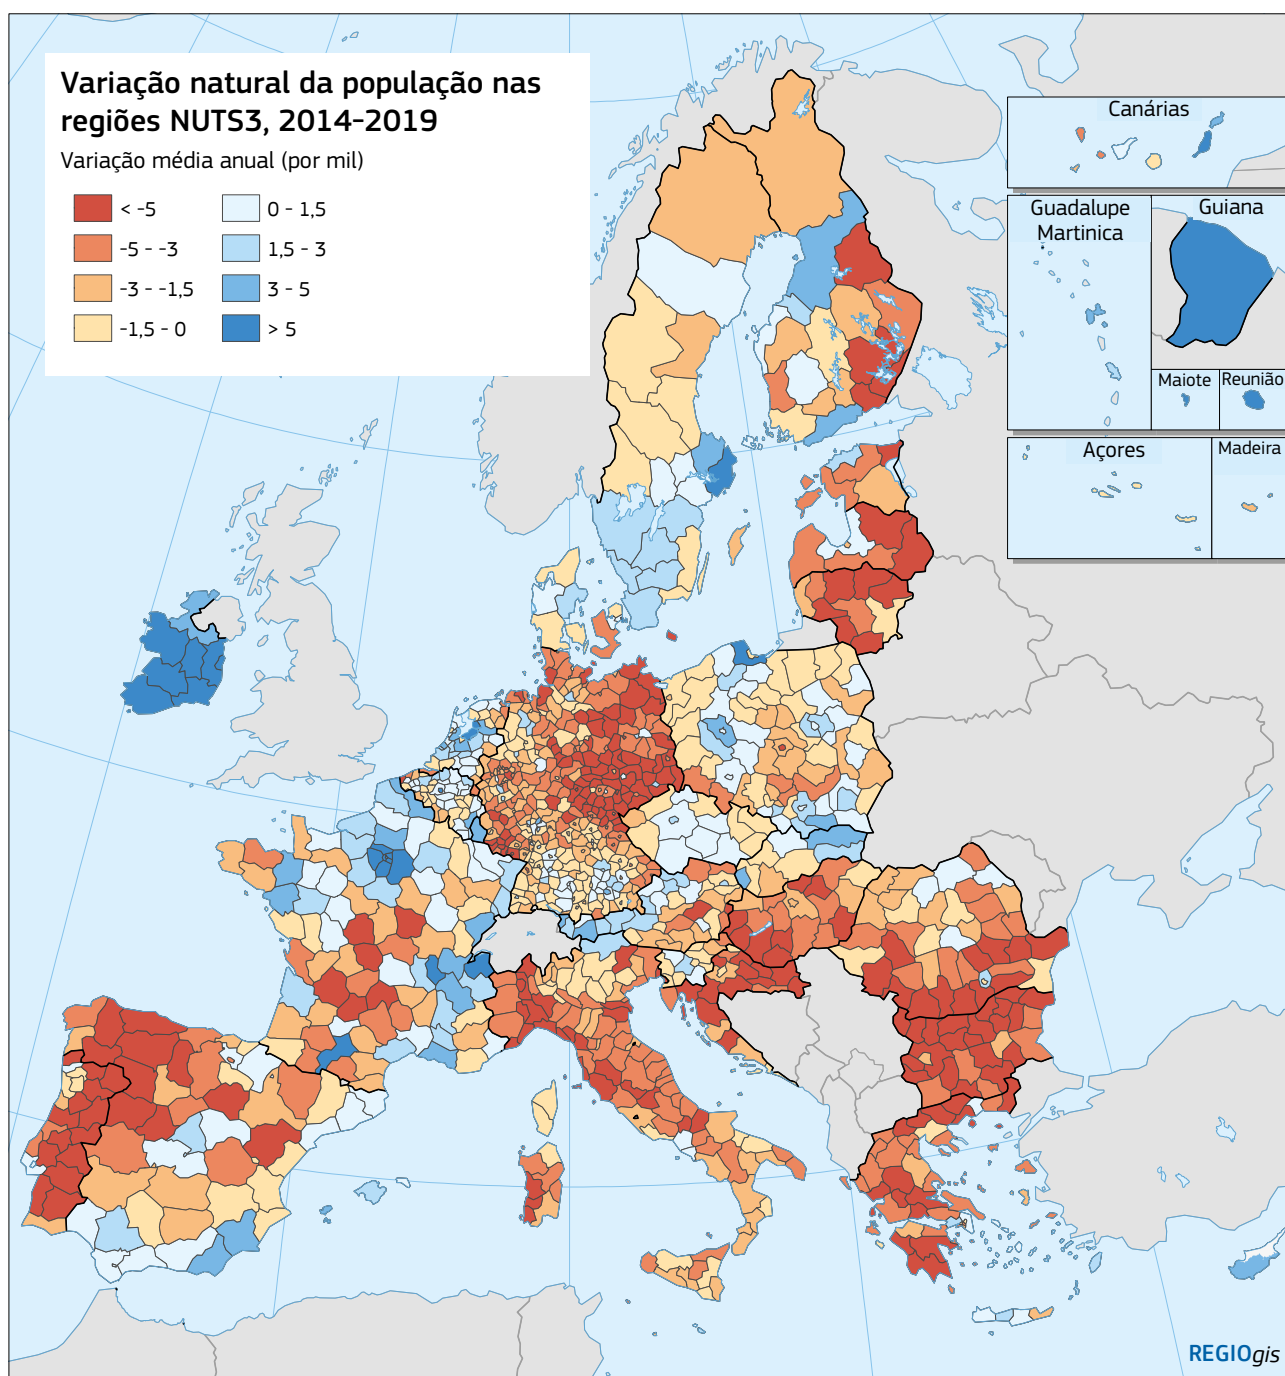 Variação natural da população nas
regiões NUTS3, 2014-2019
Variação média anual (por mil)
< -5
-5 - -3
-3 - -1,5
-1,5 - 0
0 - 1,5
1,5 - 3
3 - 5
> 5
Canárias
Guadalupe
Martinica
Guiana
Maiote
Reunião
Açores
Madeira
REGIOgis